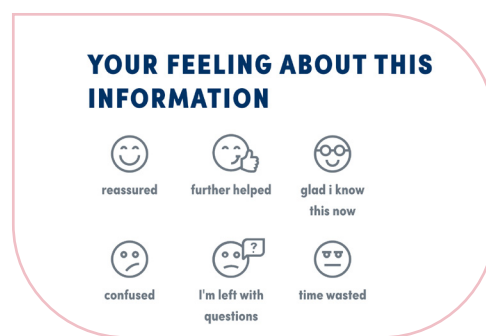 YOUR FEELING ABOUT THIS
INFORMATION
reassured
further helped
glad i know
this now
?
confused
I'm left with
questions
time wasted